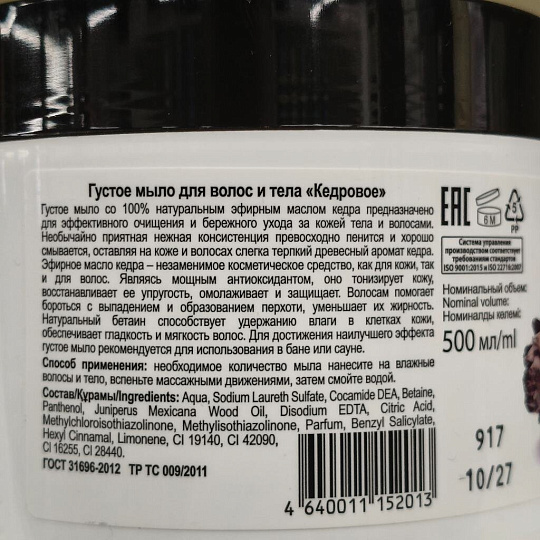 Густое мыло для волос и тела «Кедровое»
Густое мыло со 100% натуральным эфирным маслом кедра предназначено
для эффективного очищения и бережного ухода за кожей тела и волосами.
Необычайно приятная нежная консистенция превосходно пенится и хорошо
смывается, оставляя на коже и волосах слегка терпкий древесный аромат кедра.
Эфирное масло кедра – незаменимое косметическое средство, как для кожи, так
и для волос. Являясь мощным антиоксидантом, оно тонизирует кожу,
восстанавливает ее упругость, омолаживает и защищает. Волосам помогает
бороться с выпадением и образованием перхоти, уменьшает их жирность.
Натуральный бетаин способствует удержанию влаги в клетках кожи,
обеспечивает гладкость и мягкость волос. Для достижения наилучшего эффекта
густое мыло рекомендуется для использования в бане или сауне.
Способ применения: необходимое количество мыла нанесите на влажные
волосы и тело, вспеньте массажными движениями, затем смойте водой.
Состав/Құрамы/Ingredients: Aqua, Sodium Laureth Sulfate, Cocamide DEA, Betaine,
Panthenol, Juniperus Mexicana Wood Oil, Disodium EDTA, Citric Acid,
Methylchloroisothiazolinone, Methylisothiazolinone, Parfum, Benzyl Salicylate,
Hexyl Cinnamal, Limonene, CI 19140, CI 42090,
CI 16255, CI 28440.
ГОСТ 31696-2012 ТР ТС 009/2011
4 640011 152013
EAC
6 M
5
PP
Система управления
производством соответствует
требованиям стандартов
ISO 9001:2015 и ISO 22716:2007
Номинальный объем:
Nominal volume:
Номиналды көлем:
500 мл/ml
917
10/27